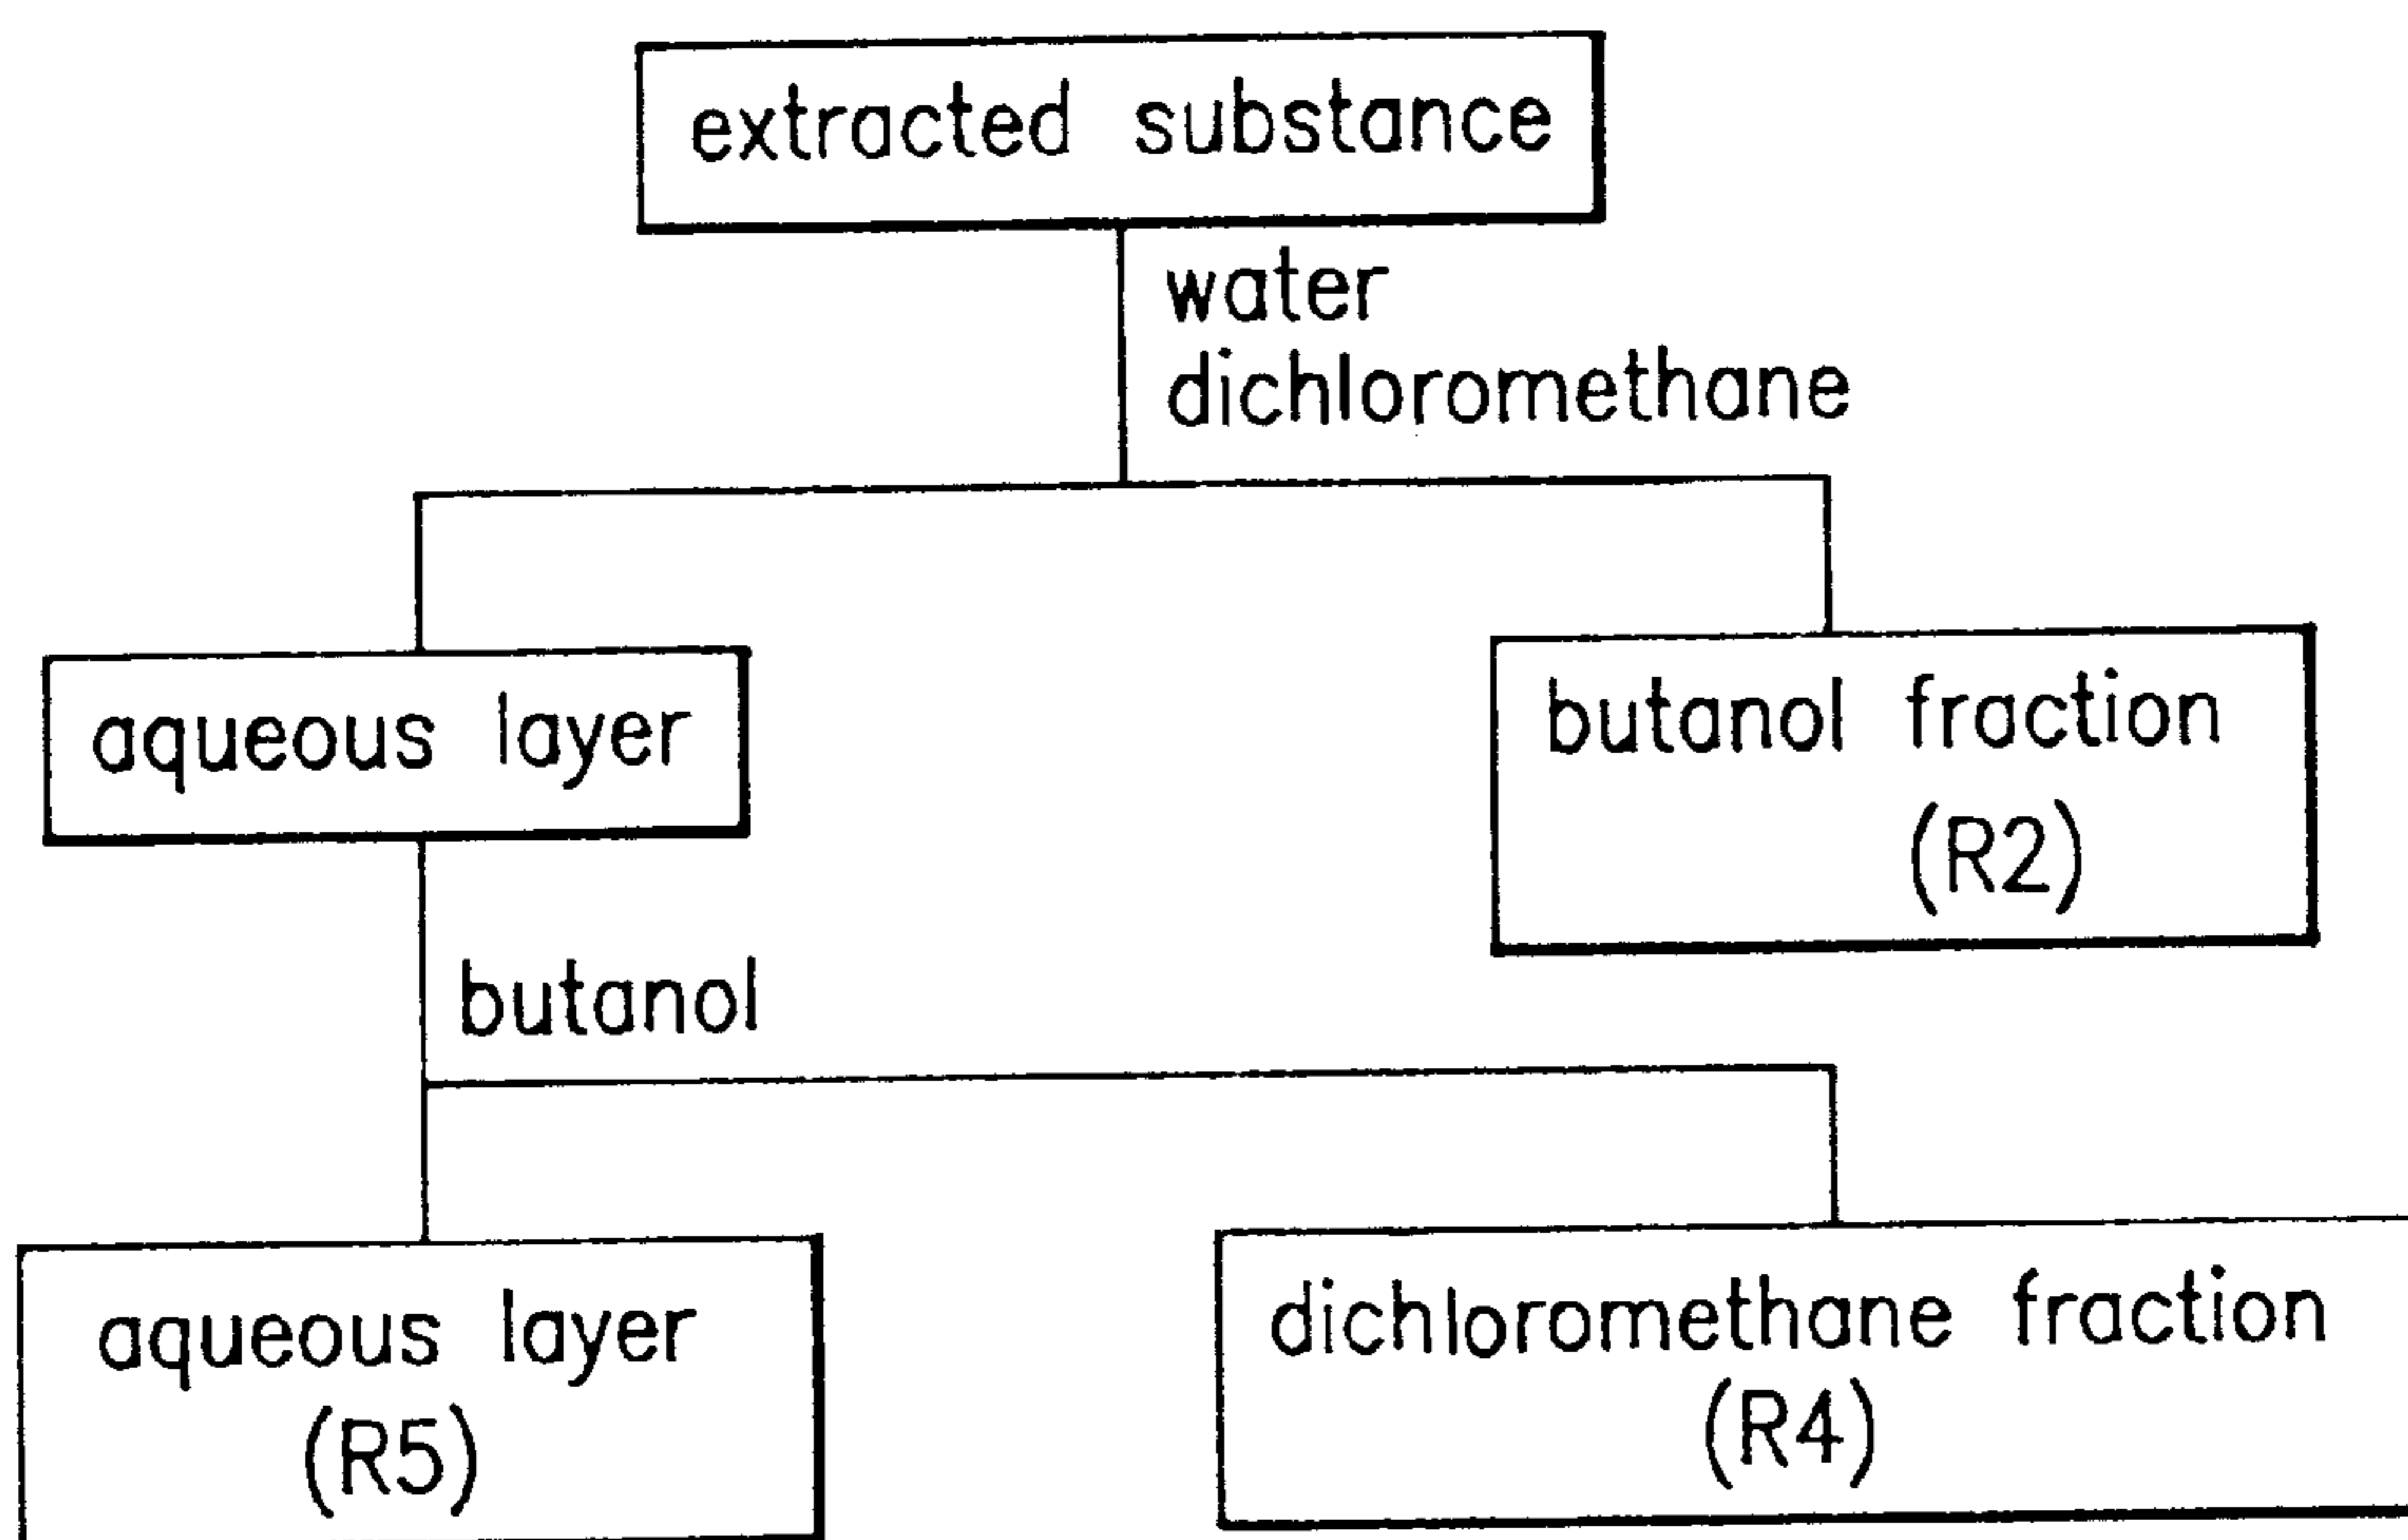 extracted substance
water
dichloromethane
aqueous layer
butanol fraction
(R2)
butanol
aqueous layer
(R5)
dichloromethane fraction
(R4)